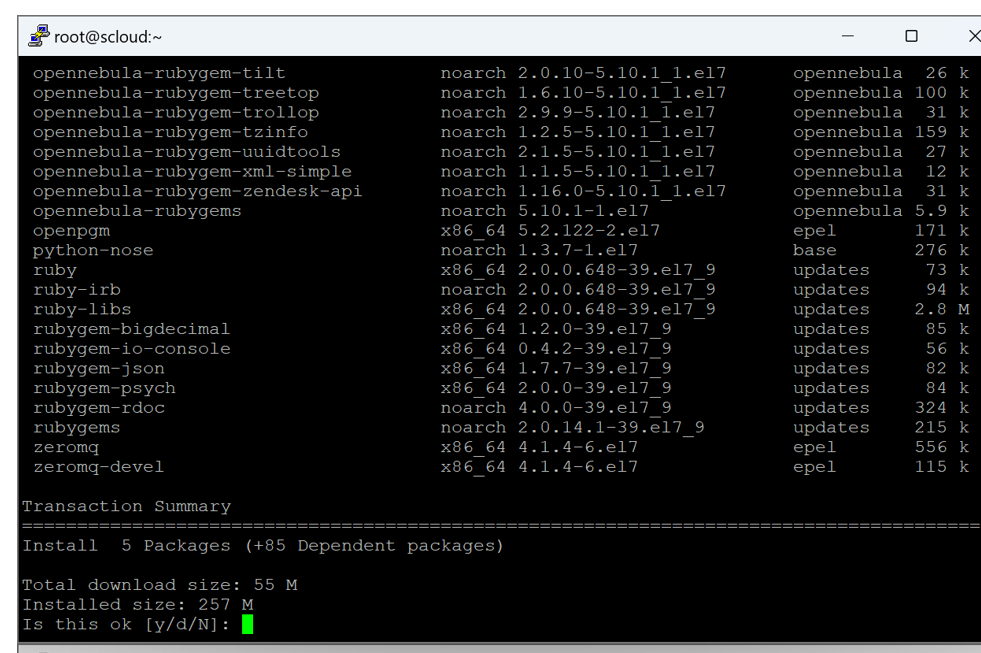 root@scloud:~
opennebula-rubygem-tilt noarch 2.0.10-5.10.1_1.el7 opennebula 26 k
opennebula-rubygem-treetop noarch 1.6.10-5.10.1_1.el7 opennebula 100 k
opennebula-rubygem-trollop noarch 2.9.9-5.10.1_1.el7 opennebula 31 k
opennebula-rubygem-tzinfo noarch 1.2.5-5.10.1_1.el7 opennebula 159 k
opennebula-rubygem-uuidtools noarch 2.1.5-5.10.1_1.el7 opennebula 27 k
opennebula-rubygem-xml-simple noarch 1.1.5-5.10.1_1.el7 opennebula 12 k
opennebula-rubygem-zendesk-api noarch 1.16.0-5.10.1_1.el7 opennebula 31 k
opennebula-rubygems noarch 5.10.1-1.el7 opennebula 5.9 k
openpgm x86_64 5.2.122-2.el7 epel 171 k
python-nose noarch 1.3.7-1.el7 base 276 k
ruby x86_64 2.0.0.648-39.el7_9 updates 73 k
ruby-irb noarch 2.0.0.648-39.el7_9 updates 94 k
ruby-libs x86_64 2.0.0.648-39.el7_9 updates 2.8 M
rubygem-bigdecimal x86_64 1.2.0-39.el7_9 updates 85 k
rubygem-io-console x86_64 0.4.2-39.el7_9 updates 56 k
rubygem-json x86_64 1.7.7-39.el7_9 updates 82 k
rubygem-psych x86_64 2.0.0-39.el7_9 updates 84 k
rubygem-rdoc noarch 4.0.0-39.el7_9 updates 324 k
rubygems noarch 2.0.14.1-39.el7_9 updates 215 k
zeromq x86_64 4.1.4-6.el7 epel 556 k
zeromq-devel x86_64 4.1.4-6.el7 epel 115 k
Transaction Summary
================================================================================
Install 5 Packages (+85 Dependent packages)
Total download size: 55 M
Installed size: 257 M
Is this ok [y/d/N]: